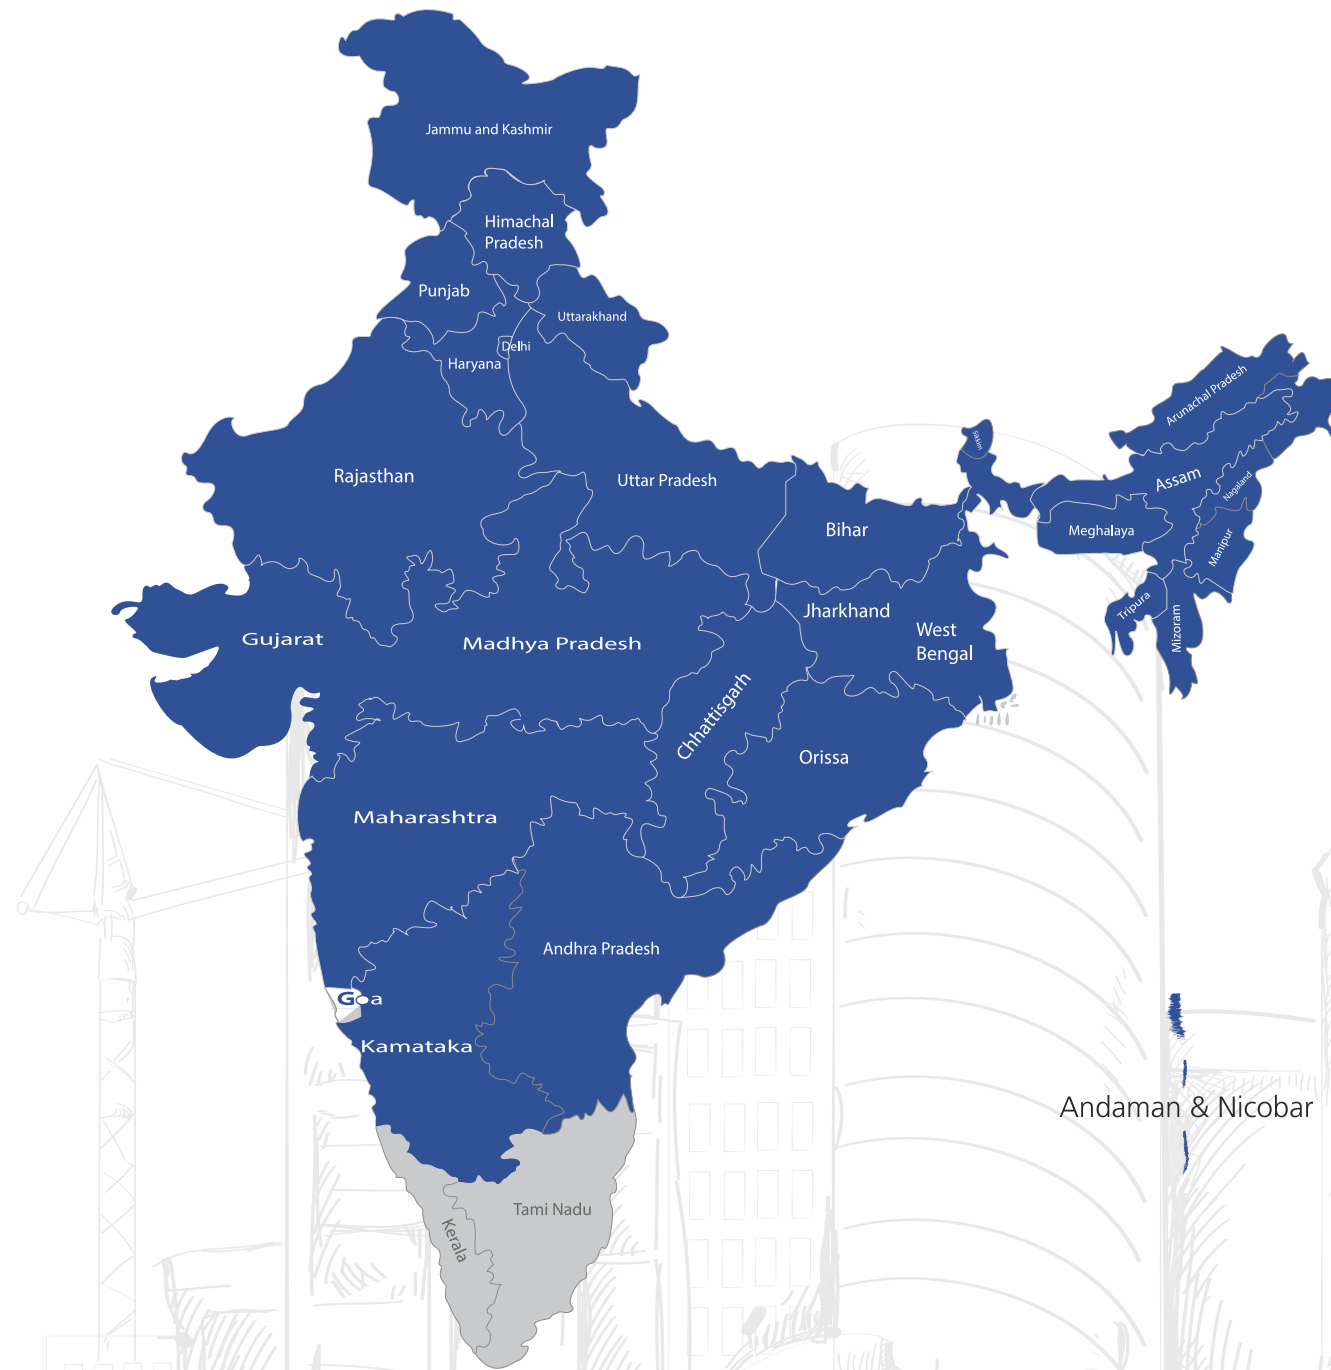 Jammu and Kashmir
Himachal
Pradesh
Punjab
Uttarakhand
Delhi
Haryana
Arunachal Pradesh
Sikkim
Rajasthan
Uttar Pradesh
Assam
Nagaland
Bihar
Meghalaya
Manipur
Jharkhand
Tripura
Mizoram
Gujarat
Madhya Pradesh
West
Bengal
Chhattisgarh
Orissa
Maharashtra
Andhra Pradesh
Goa
Kamataka
Andaman & Nicobar
Tami Nadu
Kerala